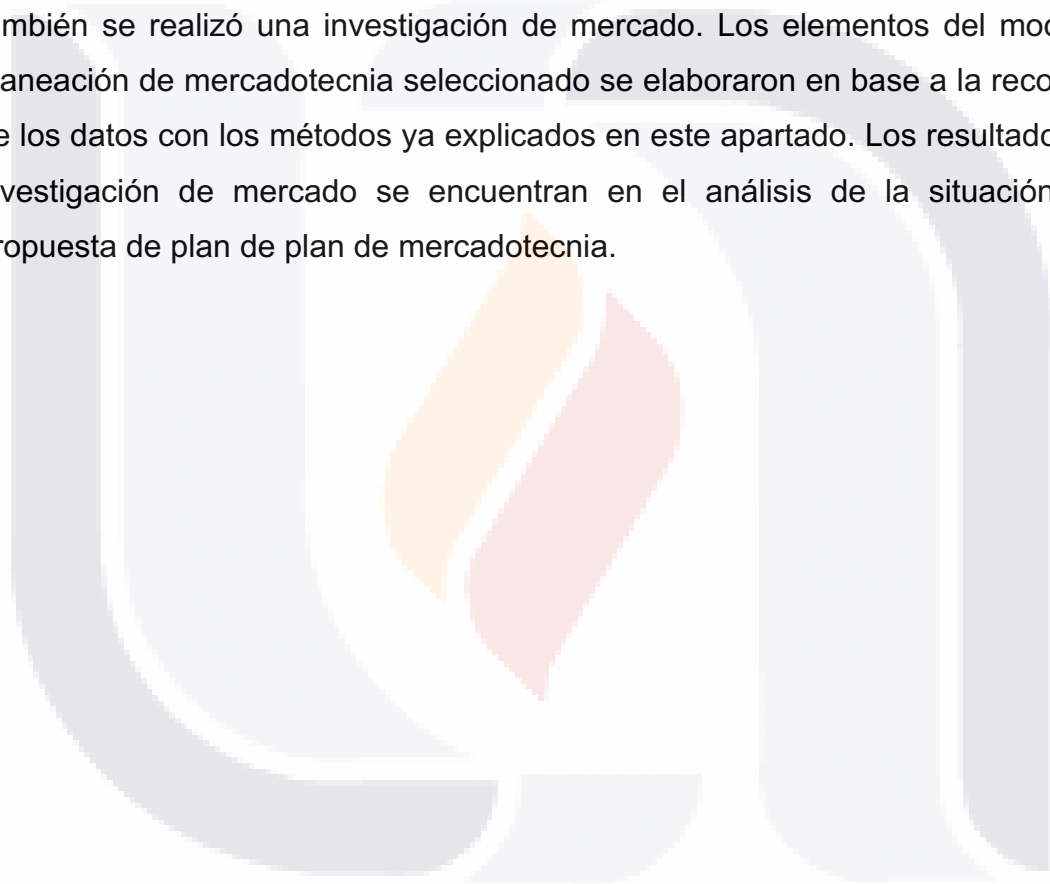 ambién se realizó una investigación de mercado. Los elementos del mod
aneación de mercadotecnia seleccionado se elaboraron en base a la reco
e los datos con los métodos ya explicados en este apartado. Los resultado
vestigación de mercado se encuentran en el análisis de la situación
ropuesta de plan de plan de mercadotecnia.